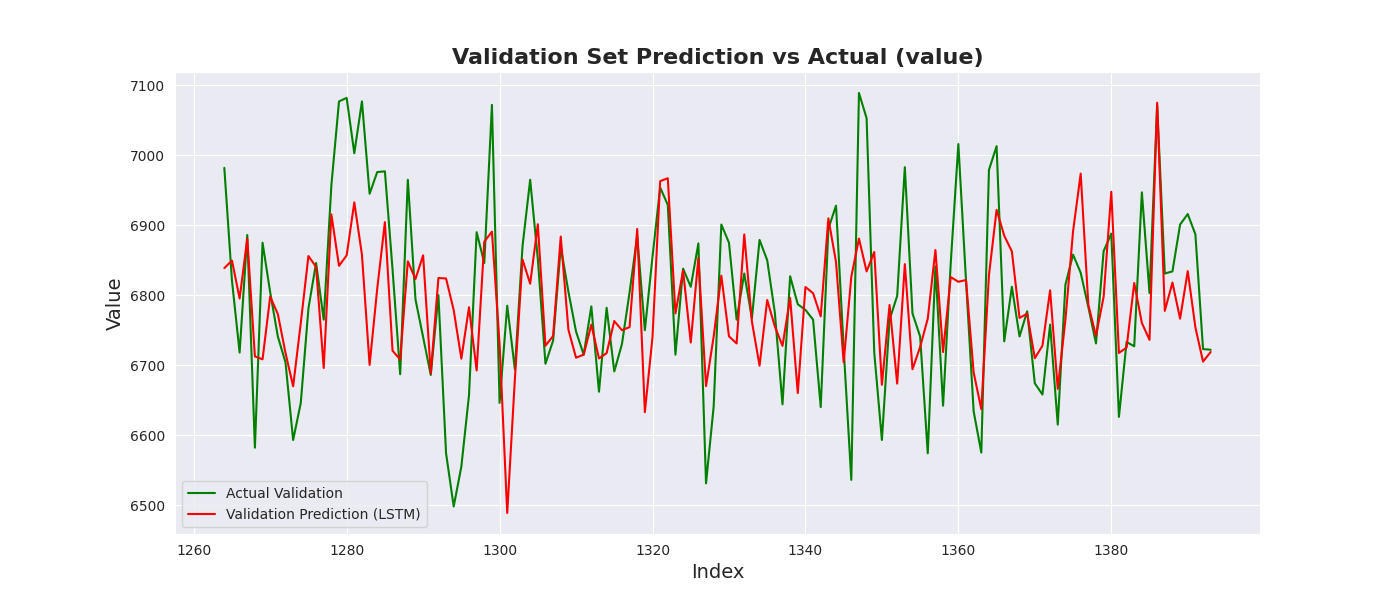 Validation Set Prediction vs Actual (value)
Value
7100
7000
6900
6800
6700
6600
6500
Actual Validation
Validation Prediction (LSTM)
1260 1280 1300 1320 1340 1360 1380
Index